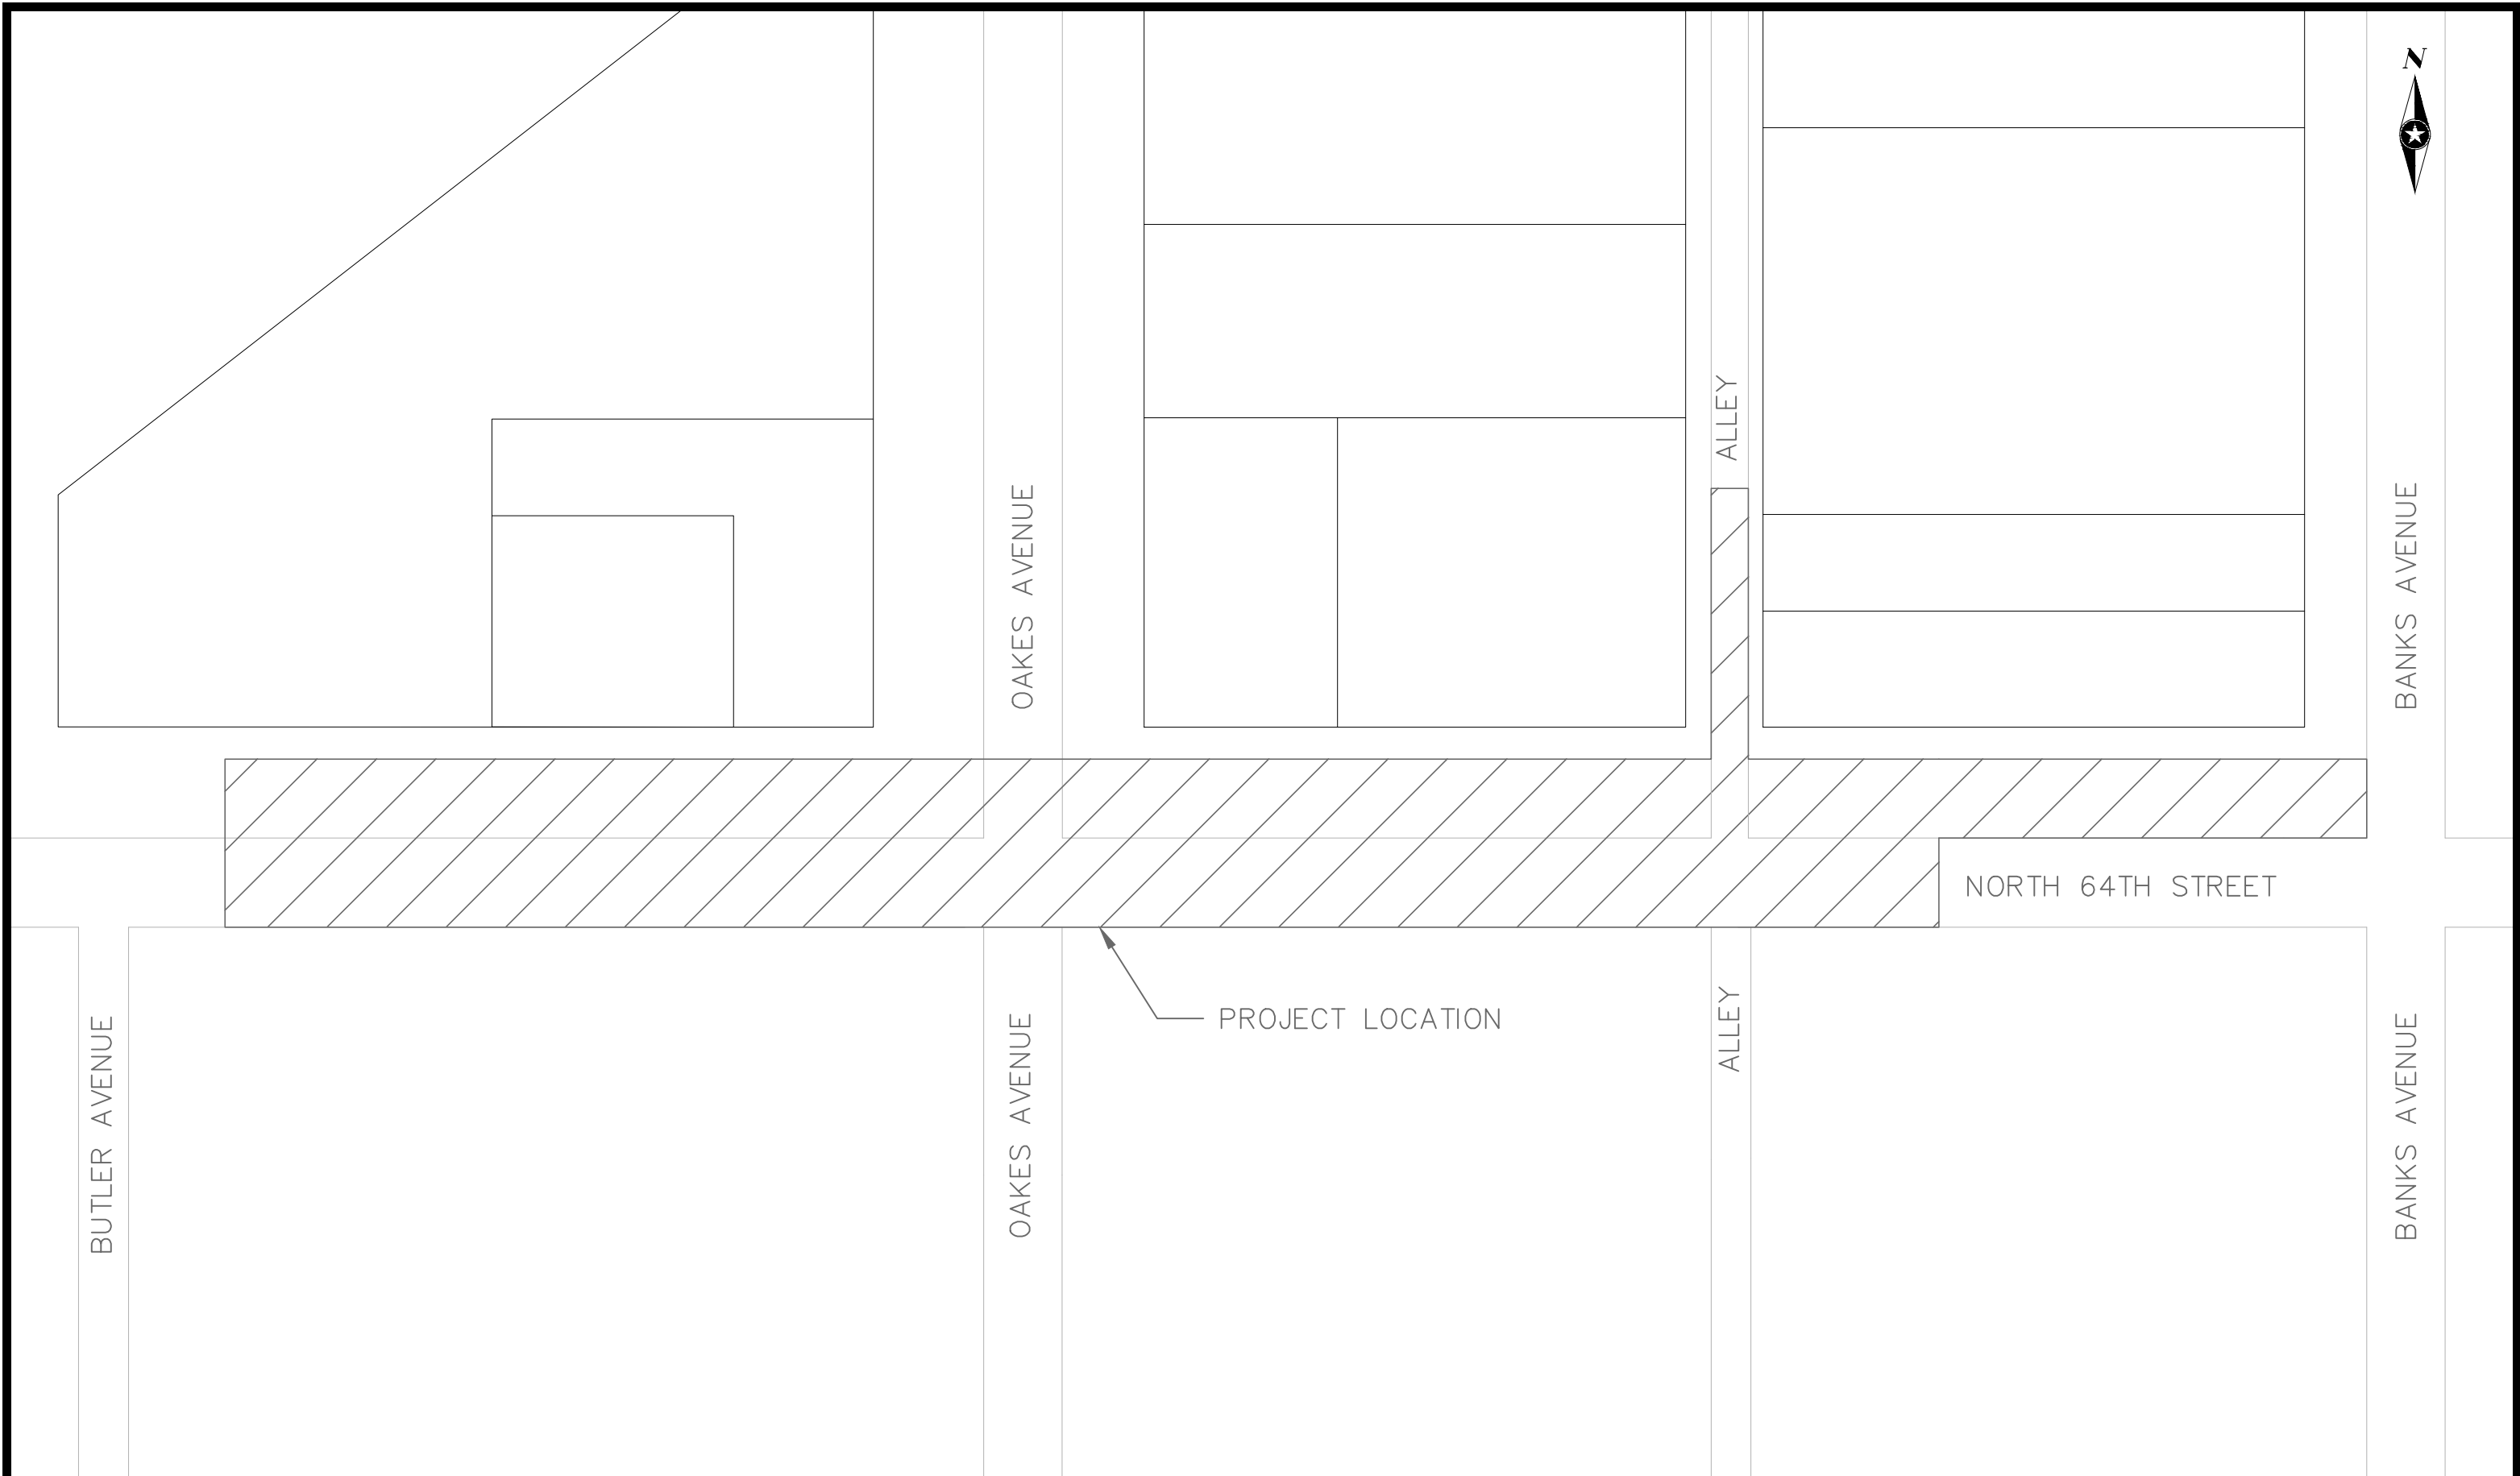 N
ALLEY
OAKES AVENUE
BANKS AVENUE
NORTH 64TH STREET
PROJECT LOCATION
ALLEY
BUTLER AVENUE
OAKES AVENUE
BANKS AVENUE